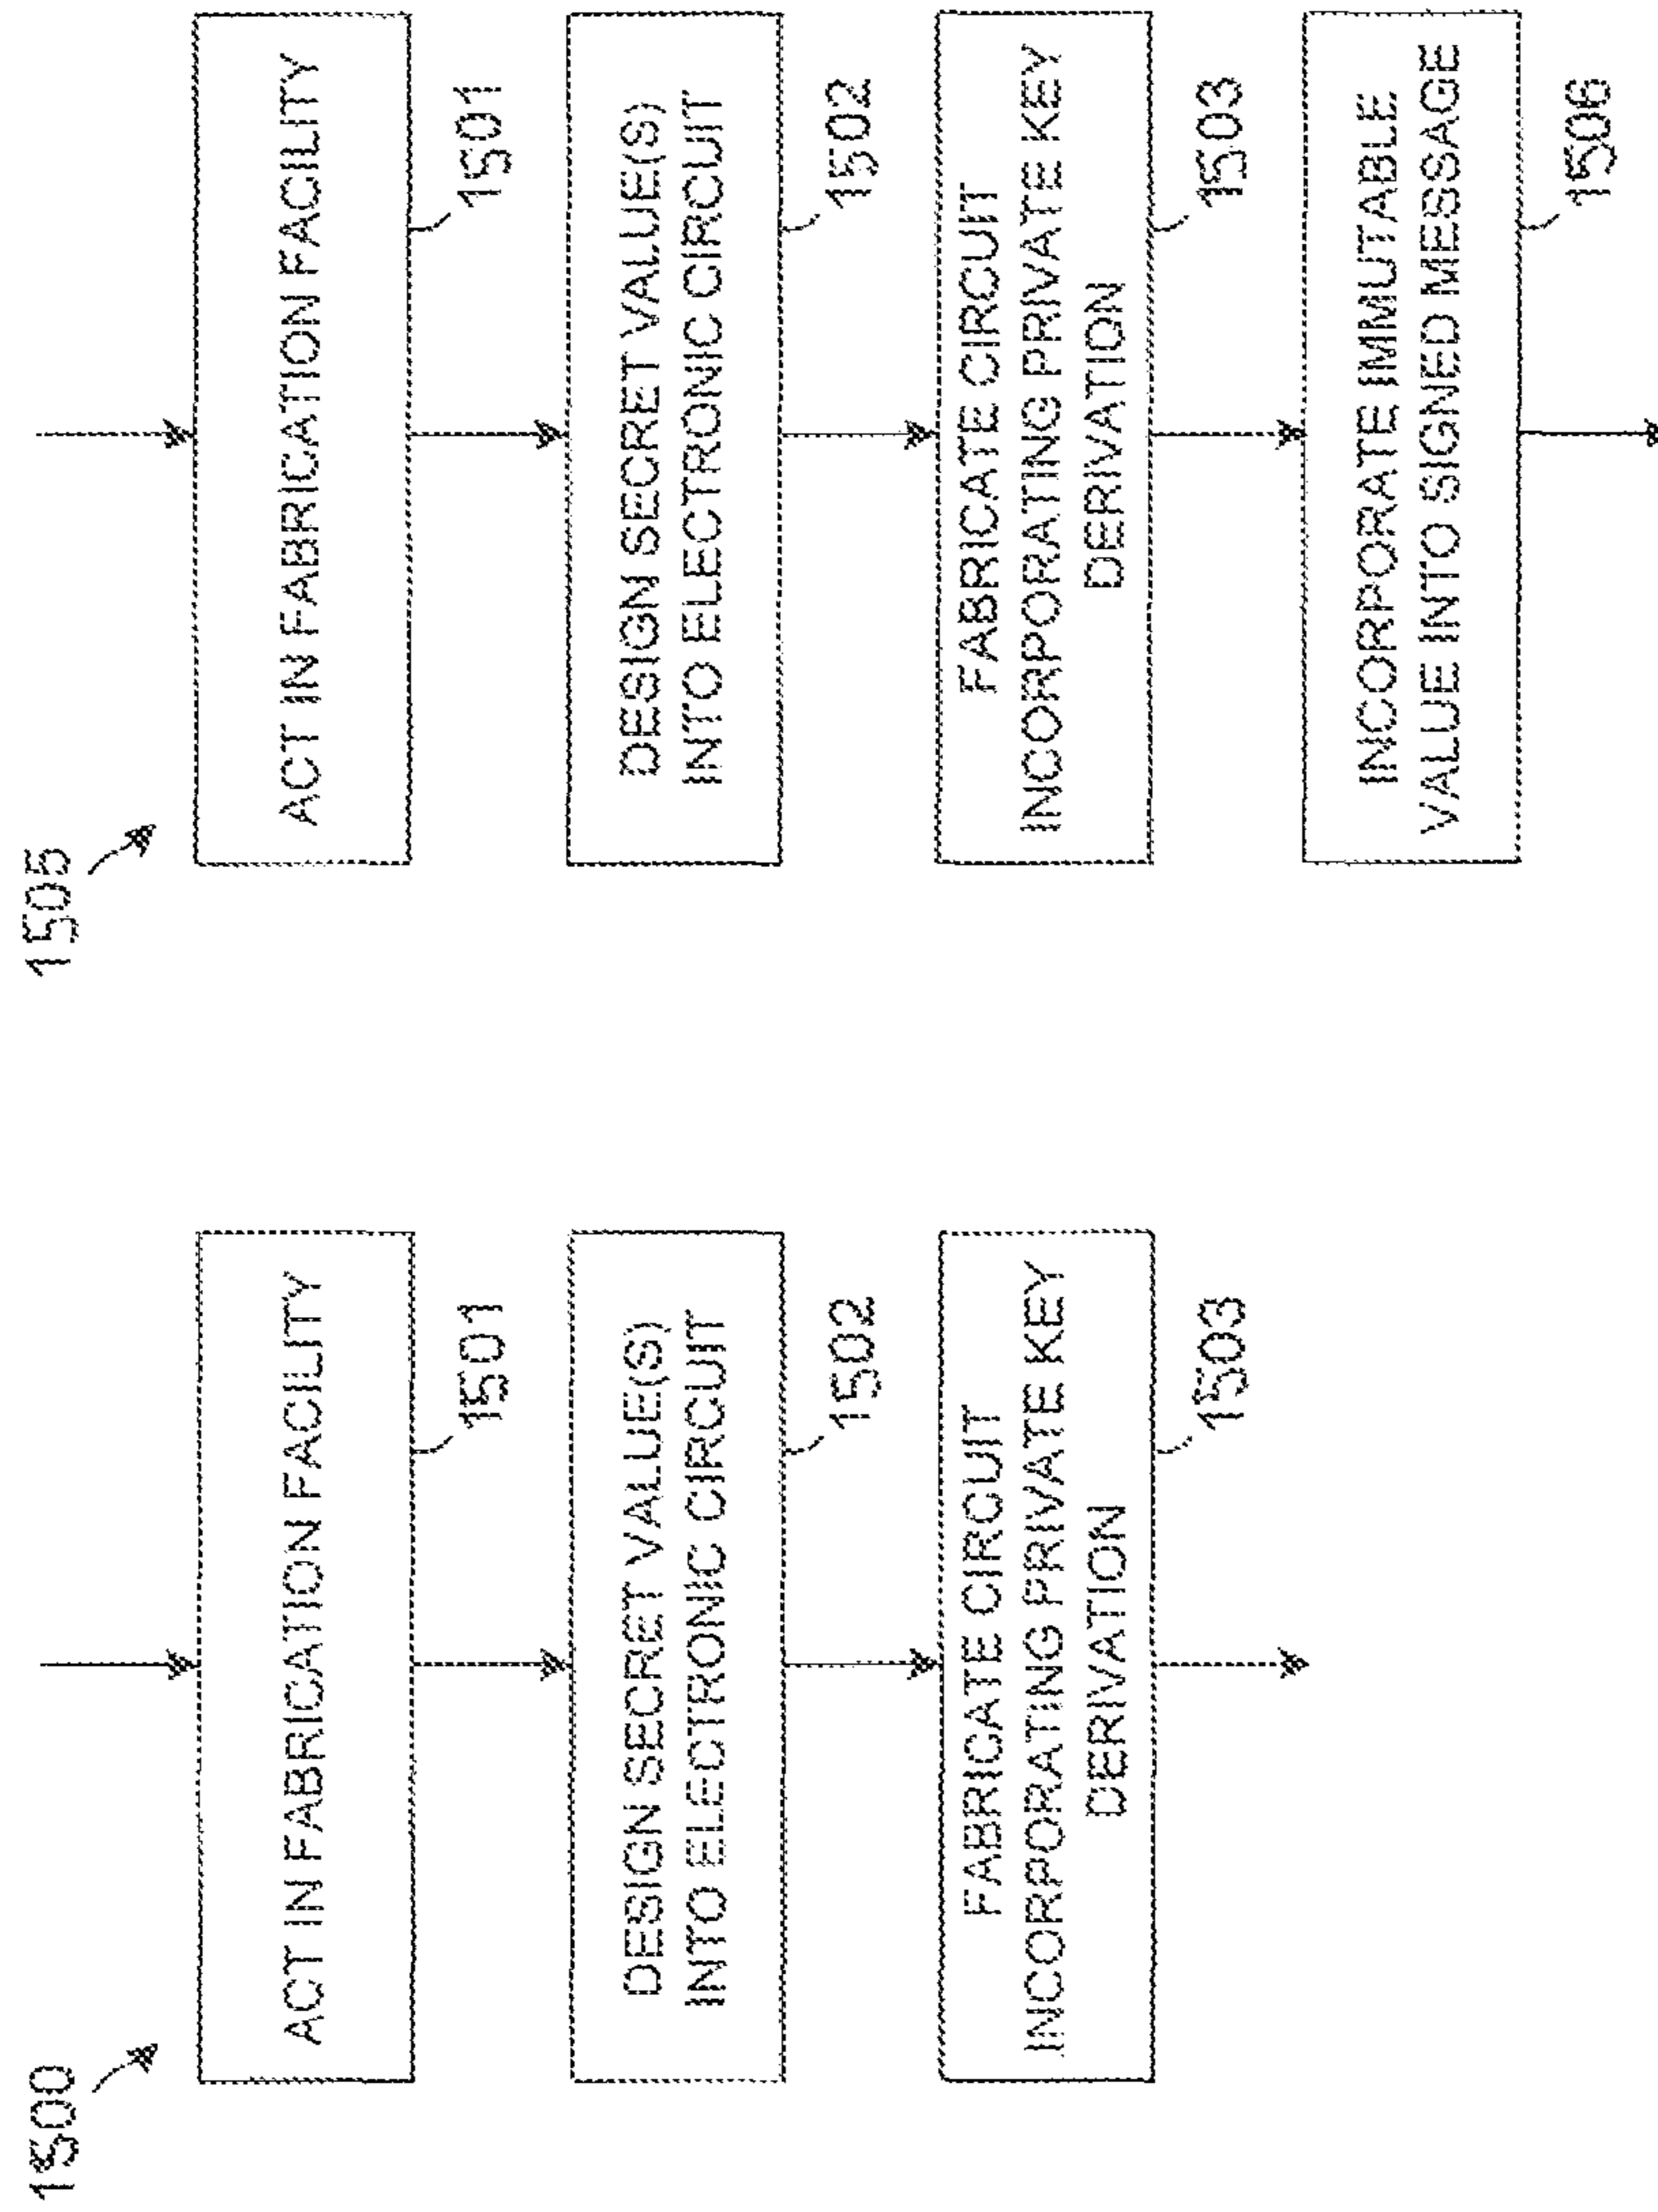 1500
ACT IN FABRICATION FACILITY
1501
DESIGN SECRET VALUE(S)
INTO ELECTRONIC CIRCUIT
1502
FABRICATE CIRCUIT
INCORPORATING PRIVATE KEY
DERIVATION
1503
1505
ACT IN FABRICATION FACILITY
1501
DESIGN SECRET VALUE(S)
INTO ELECTRONIC CIRCUIT
1502
FABRICATE CIRCUIT
INCORPORATING PRIVATE KEY
DERIVATION
1503
INCORPORATE IMMUTABLE
VALUE INTO SIGNED MESSAGE
1506